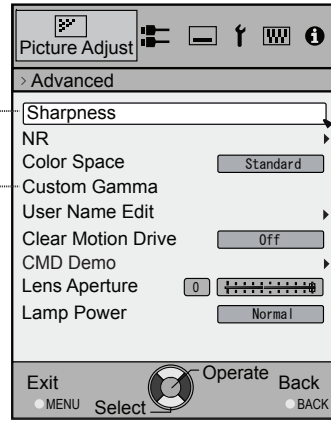 Picture Adjust
> Advanced
Sharpness
NR
Color Space Standard
Custom Gamma
User Name Edit
Clear Motion Drive Off
CMD Demo
Lens Aperture 0
Lamp Power Normal
Exit Operate Back
MENU Select BACK